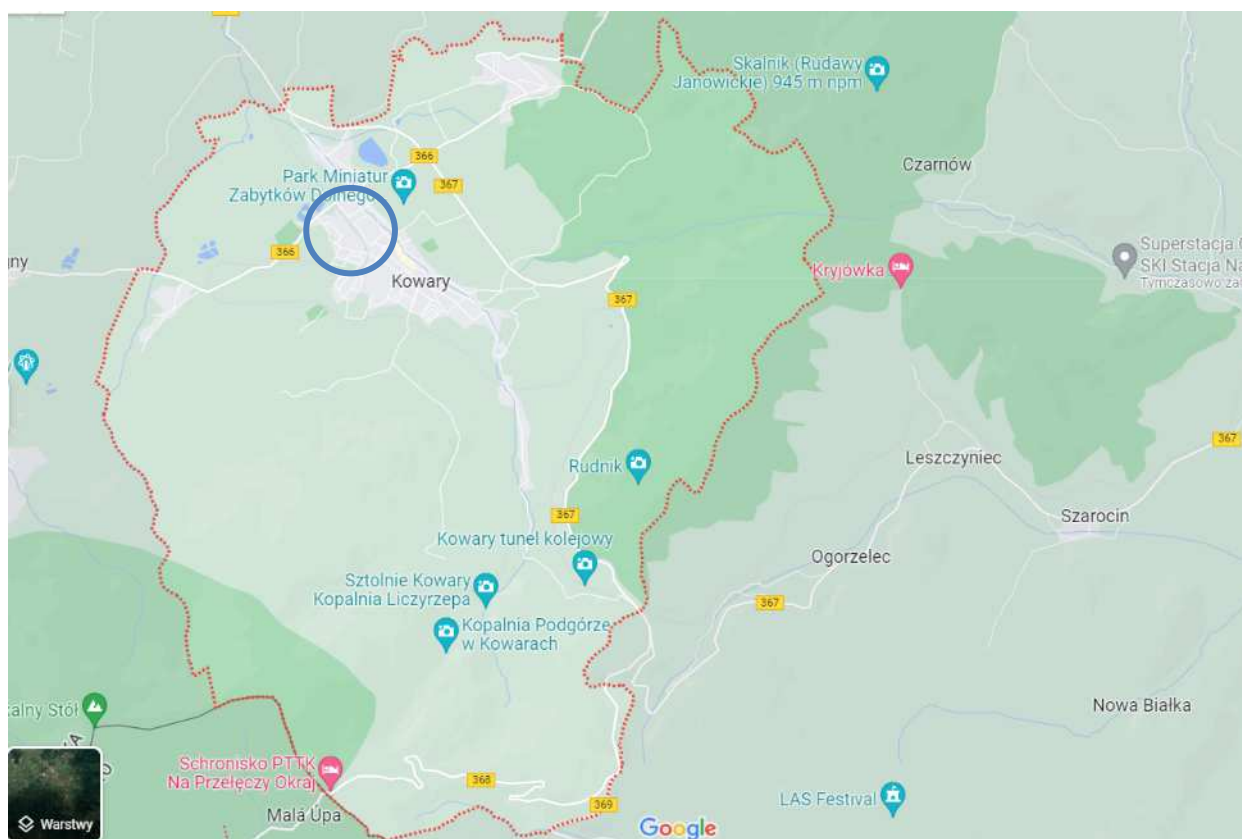 Skalnik (Rudawy
Janowickie) 945 m npm
Czarnów
366
Park Miniatur
Zabytków Dolnego
367
366
Superstacja
SKI Stacja Na
Tymczasowo za
Kryjówka
Kowary
367
367
Rudnik
Leszczyniec
Szarocin
367
Kowary tunel kolejowy
Ogorzelec
Sztolnie Kowary
Kopalnia Liczyrzepa
367
Kopalnia Podgórze
w Kowarach
Nowa Białka
Schronisko PTTK
Na Przełęczy Okraj
368
LAS Festival
369
Malá Úpa
Warstwy
Google